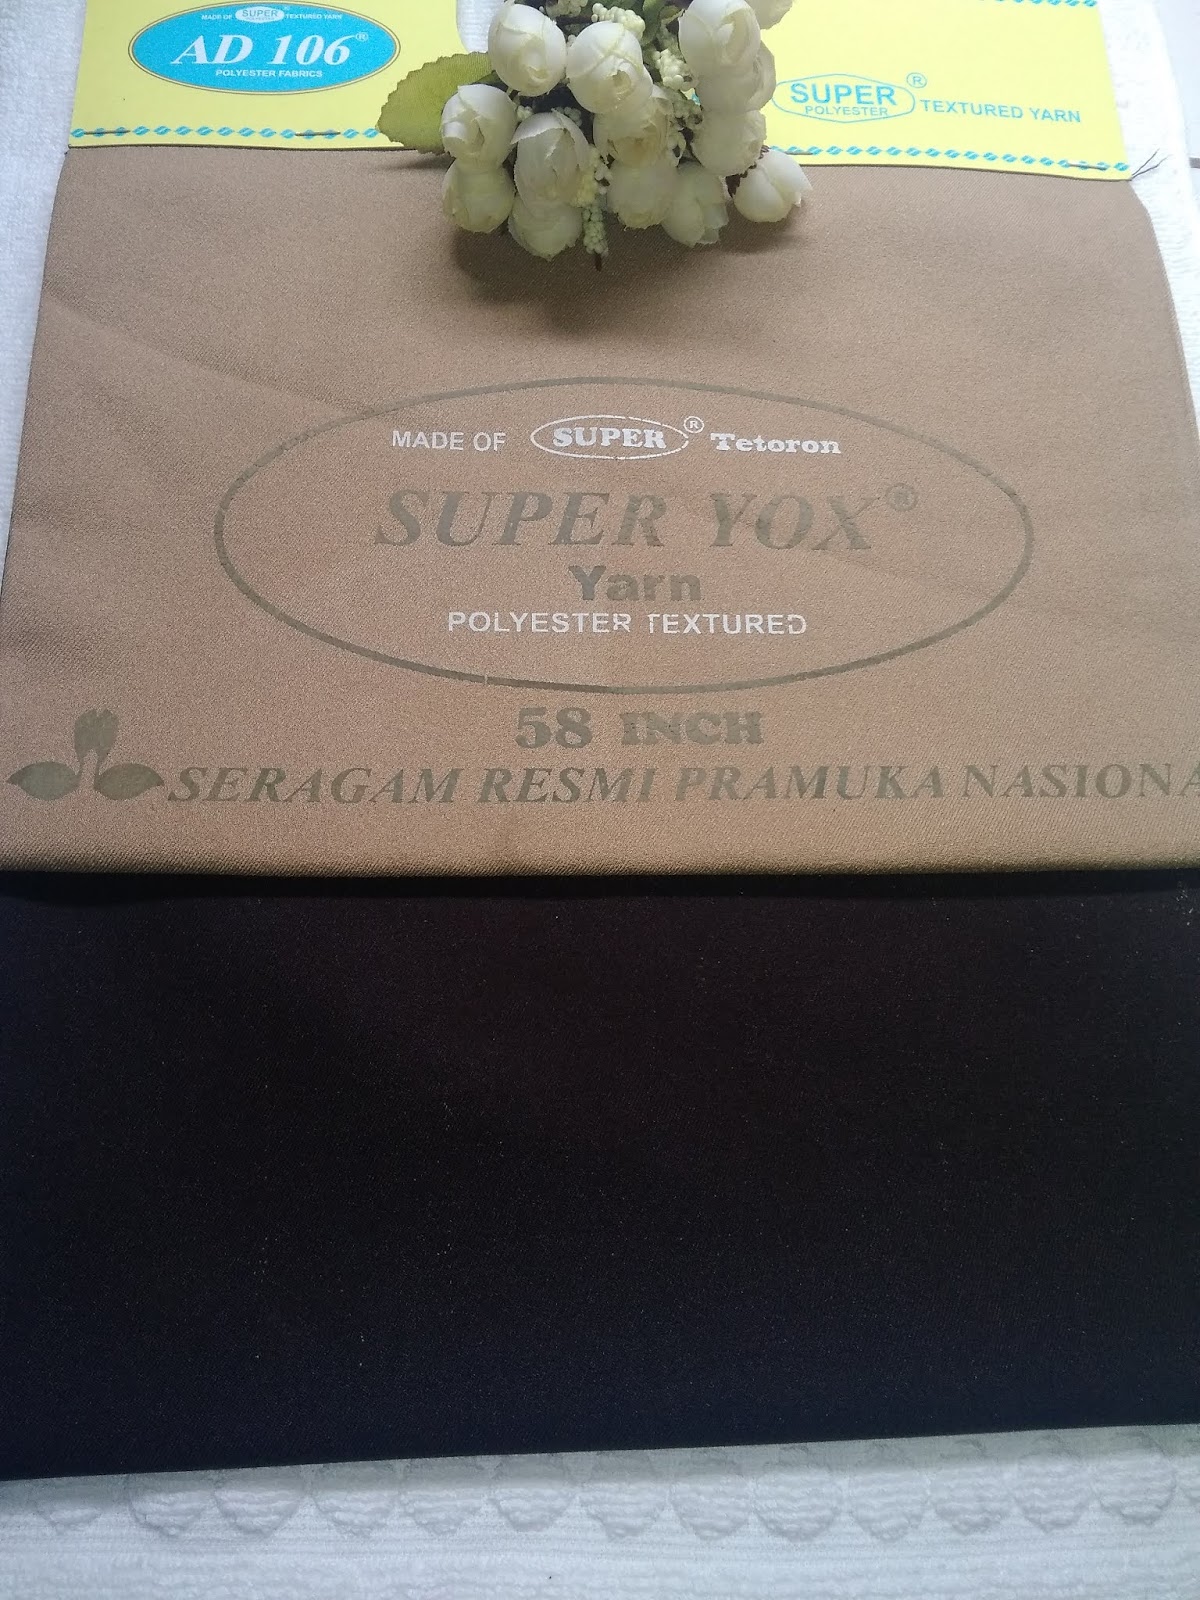 MADE OF SUPER® TEXTURED YARN
AD 106®
POLYESTER FABRICS
SUPER®
POLYESTER
TEXTURED YARN
MADE OF SUPER® Tetoron
SUPER YOX®
Yarn
POLYESTER TEXTURED
58 INCH
SERAGAM RESMI PRAMUKA NASIONA